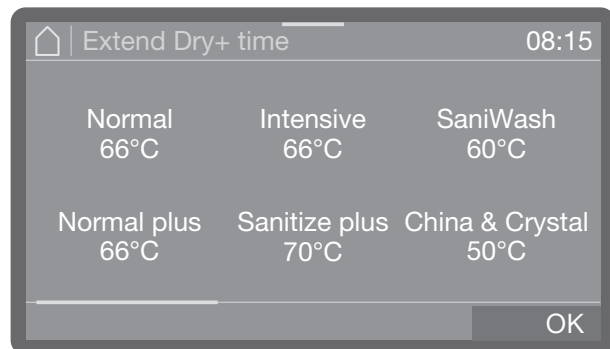 Extend Dry+ time 08:15
Normal Intensive SaniWash
66°C 66°C 60°C
Normal plus Sanitize plus China & Crystal
66°C 70°C 50°C
OK